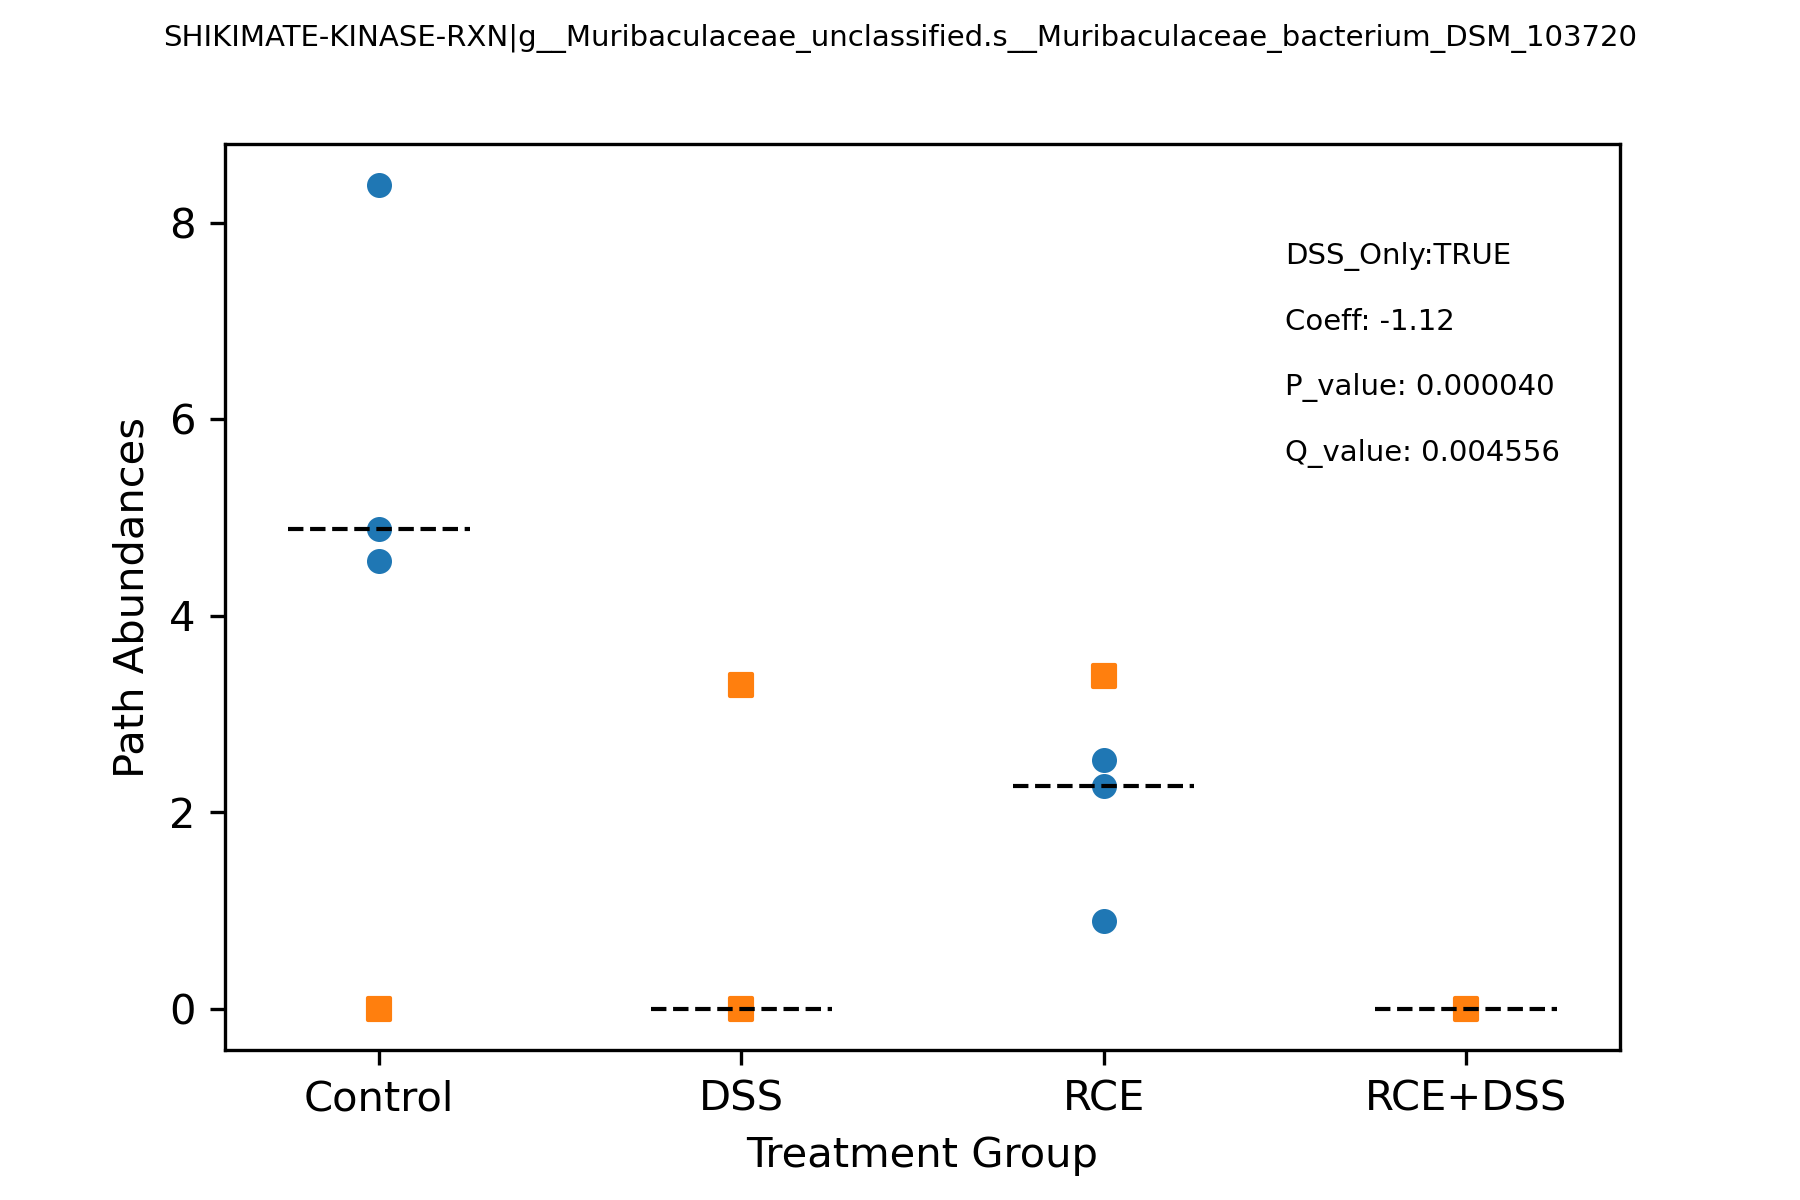 SHIKIMATE-KINASE-RXN|g__Muribaculaceae_unclassified.s__Muribaculaceae_bacterium_DSM_103720
8
6
4
2
0
Path Abundances
DSS_Only:TRUE
Coeff: -1.12
P_value: 0.000040
Q_value: 0.004556
Control
DSS
RCE
RCE+DSS
Treatment Group